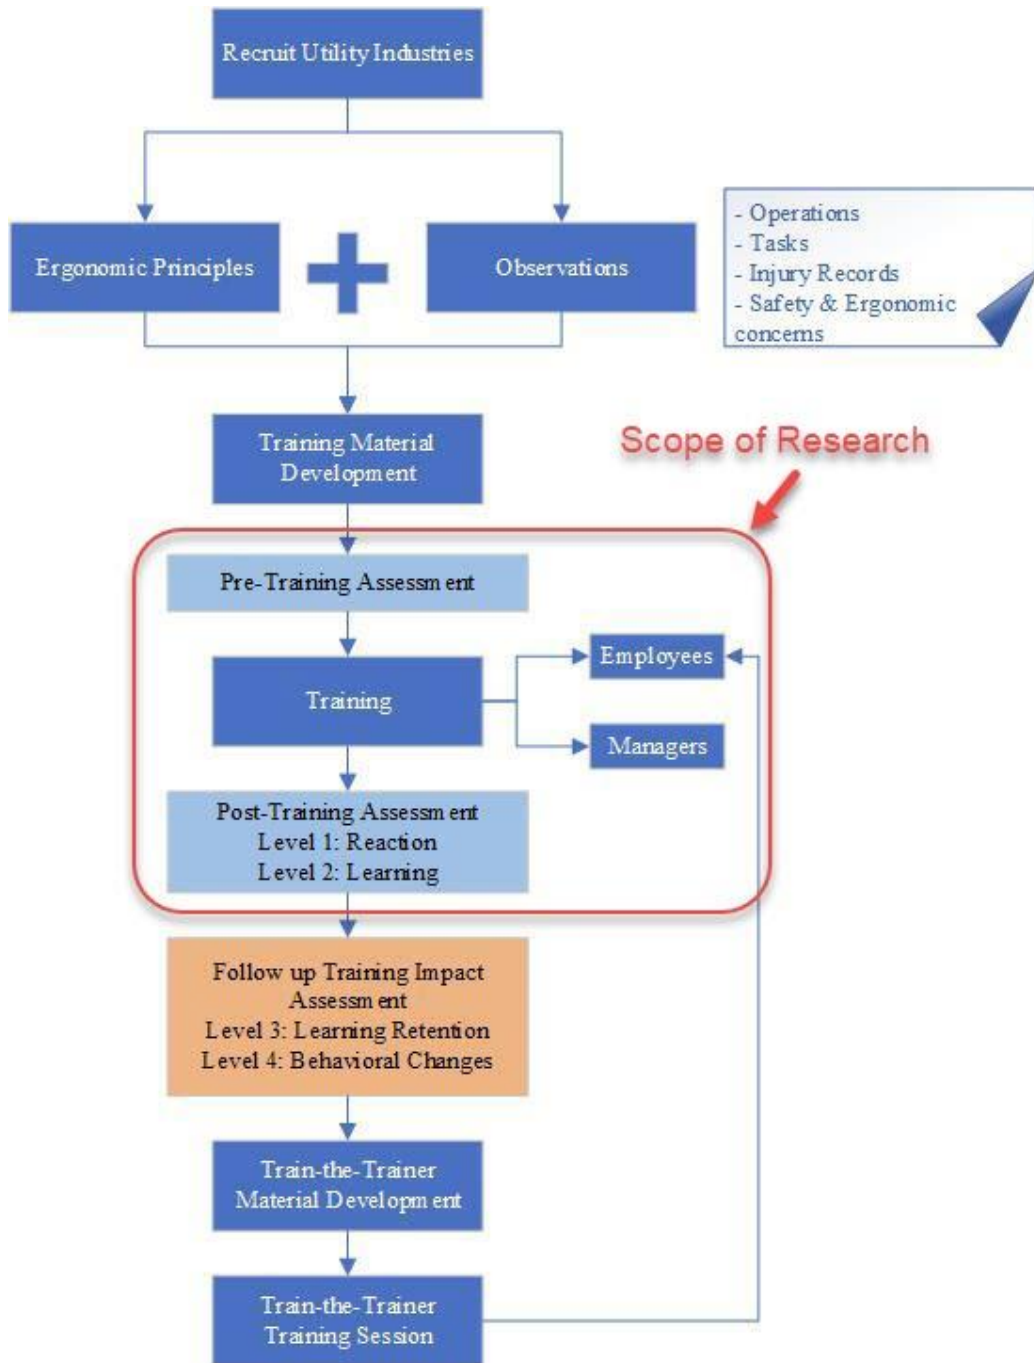 Recruit Utility Industries
Ergonomic Principles
Observations
- Operations
- Tasks
- Injury Records
- Safety & Ergonomic
concerns
Training Material
Development
Scope of Research
Pre-Training Assessment
Training
Employees
Managers
Post-Training Assessment
Level 1: Reaction
Level 2: Learning
Follow up Training Impact
Assessment
Level 3: Learning Retention
Level 4: Behavioral Changes
Train-the-Trainer
Material Development
Train-the-Trainer
Training Session